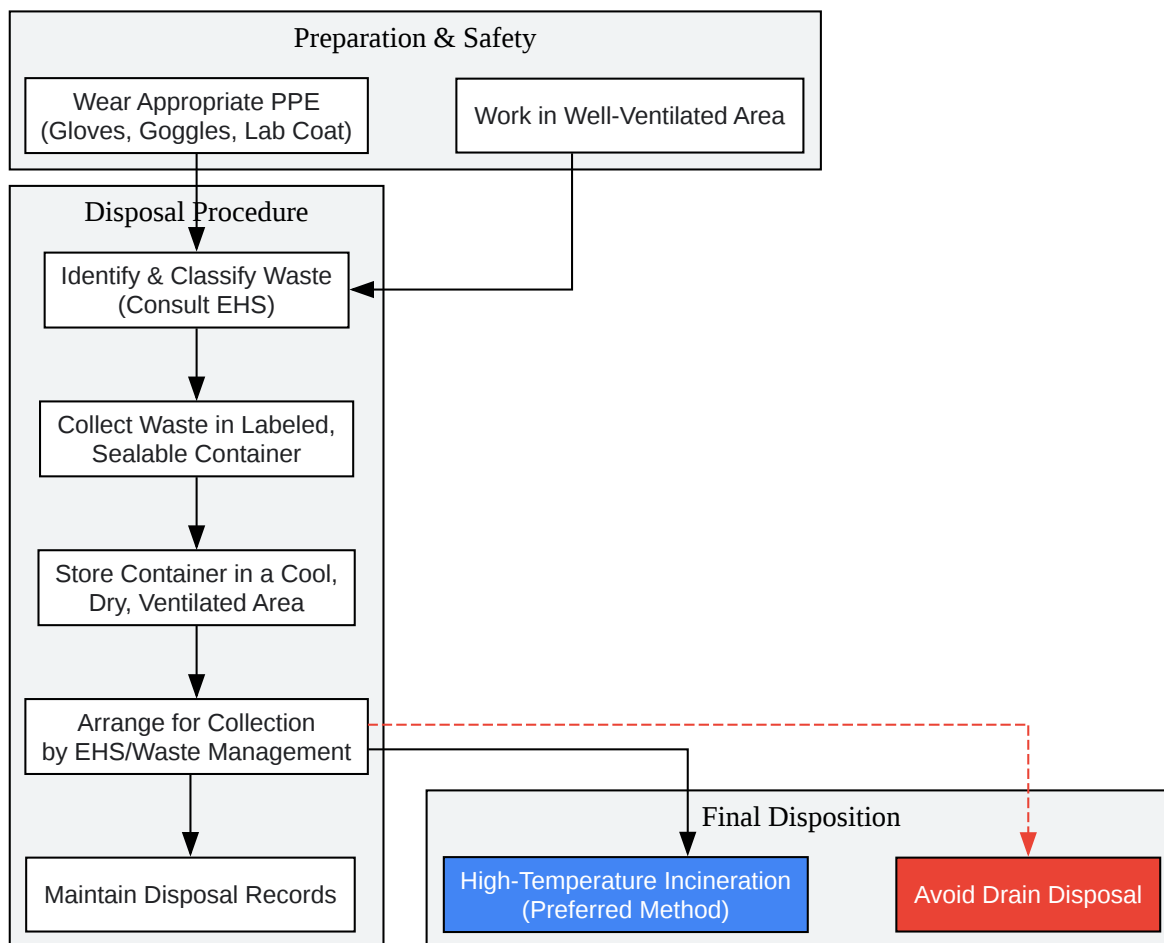 Preparation & Safety
Wear Appropriate PPE
(Gloves, Goggles, Lab Coat)
Work in Well-Ventilated Area
Disposal Procedure
Identify & Classify Waste
(Consult EHS)
Collect Waste in Labeled,
Sealable Container
Store Container in a Cool,
Dry, Ventilated Area
Arrange for Collection
by EHS/Waste Management
Maintain Disposal Records
Final Disposition
High-Temperature Incineration
(Preferred Method)
Avoid Drain Disposal